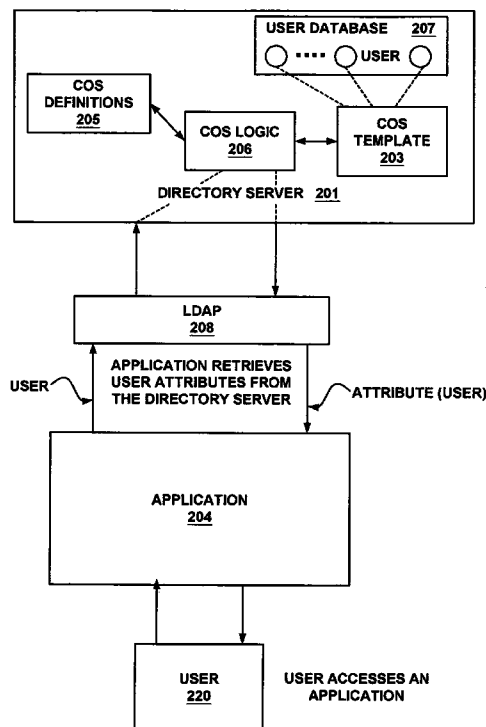 USER DATABASE 207
USER
COS
DEFINITIONS
205
COS LOGIC
206
COS
TEMPLATE
203
DIRECTORY SERVER 201
LDAP
208
APPLICATION RETRIEVES
USER ATTRIBUTES FROM
THE DIRECTORY SERVER
USER
ATTRIBUTE (USER)
APPLICATION
204
USER
220
USER ACCESSES AN
APPLICATION